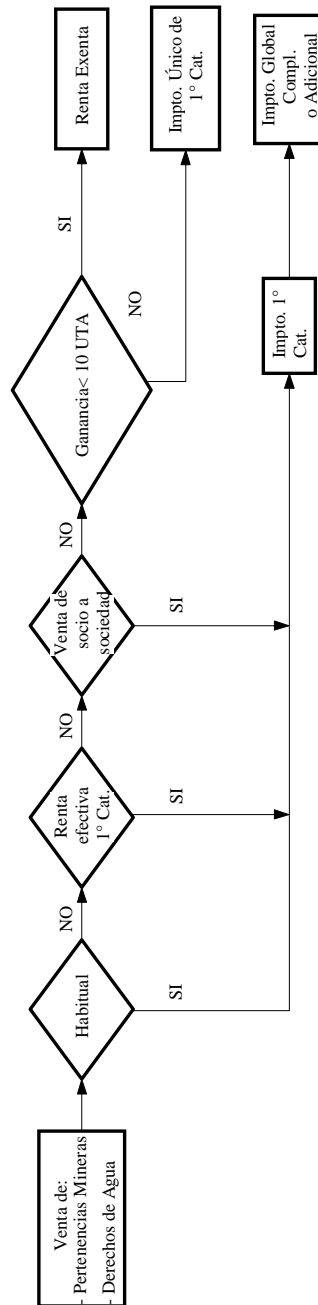 Venta de:
- Pertenencias Mineras
- Derechos de Agua
Habitual
NO
SI
Renta
efectiva
1° Cat.
NO
SI
Venta de
socio a
sociedad
NO
SI
Ganancia< 10 UTA
SI
NO
Renta Exenta
Impto. Único de
1° Cat.
Impto. 1°
Cat.
Impto. Global
Compl.
o Adicional